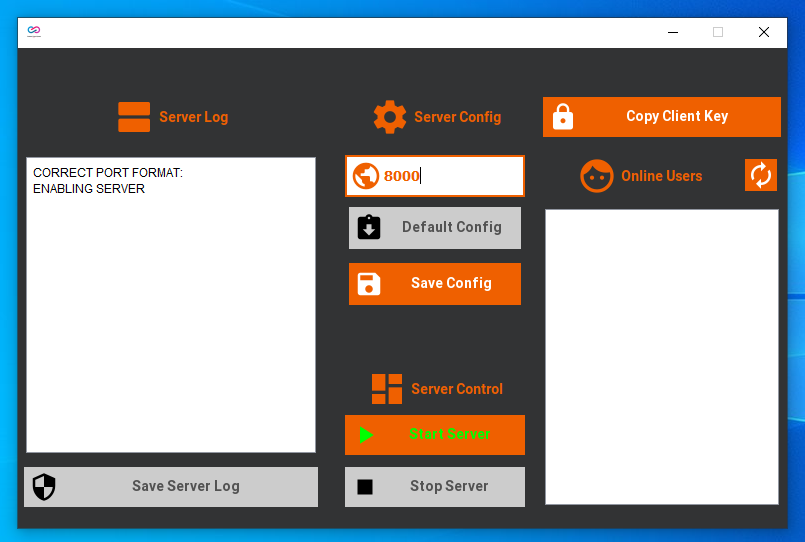 Server Log
CORRECT PORT FORMAT:
ENABLING SERVER
Save Server Log
Server Config
8000
Default Config
Save Config
Server Control
Start Server
Stop Server
Copy Client Key
Online Users